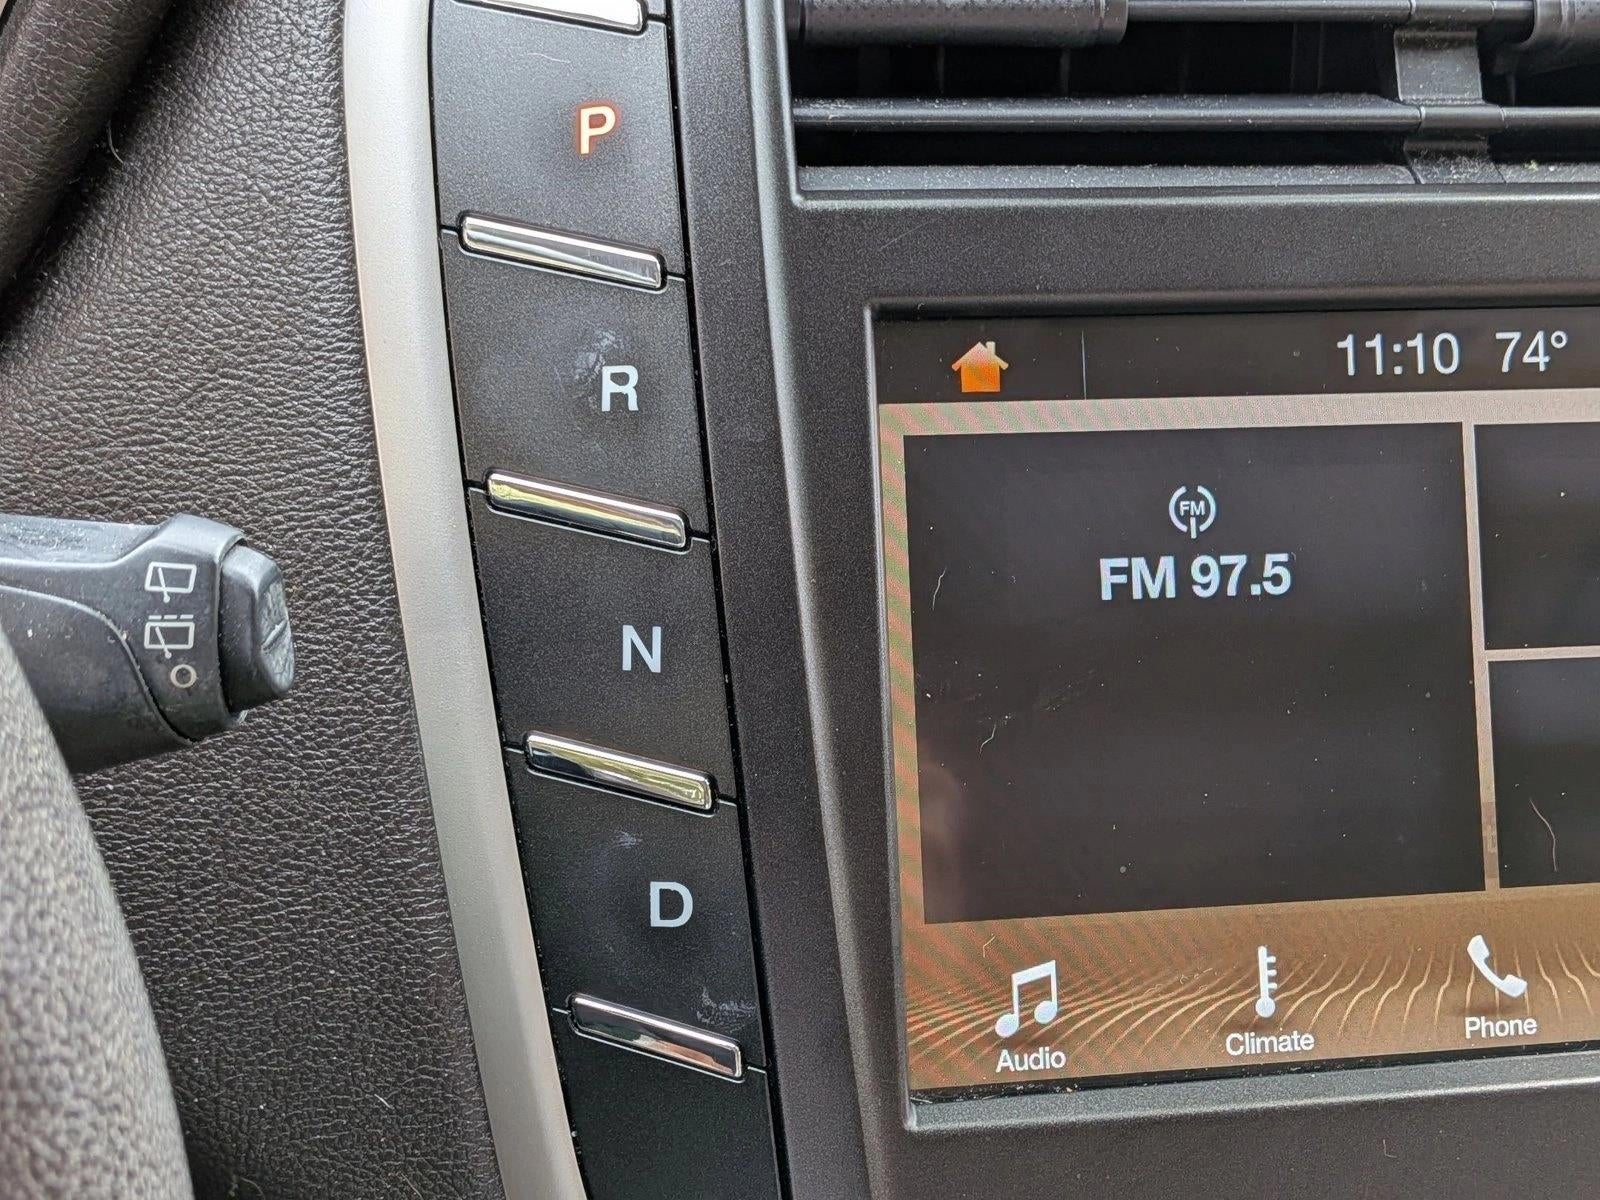 P
R
N
D
11:10 74°
FM
FM 97.5
Audio
Climate
Phone